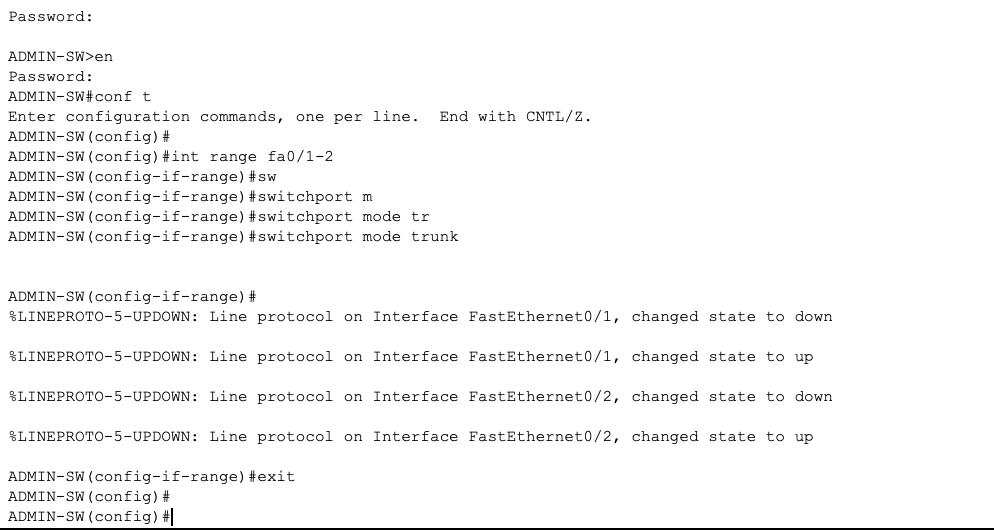 Password:
ADMIN-SW>en
Password:
ADMIN-SW#conf t
Enter configuration commands, one per line.  End with CNTL/Z.
ADMIN-SW(config)#
ADMIN-SW(config)#int range fa0/1-2
ADMIN-SW(config-if-range)#sw
ADMIN-SW(config-if-range)#switchport m
ADMIN-SW(config-if-range)#switchport mode tr
ADMIN-SW(config-if-range)#switchport mode trunk
ADMIN-SW(config-if-range)#
%LINEPROTO-5-UPDOWN: Line protocol on Interface FastEthernet0/1, changed state to down
%LINEPROTO-5-UPDOWN: Line protocol on Interface FastEthernet0/1, changed state to up
%LINEPROTO-5-UPDOWN: Line protocol on Interface FastEthernet0/2, changed state to down
%LINEPROTO-5-UPDOWN: Line protocol on Interface FastEthernet0/2, changed state to up
ADMIN-SW(config-if-range)#exit
ADMIN-SW(config)#
ADMIN-SW(config)#